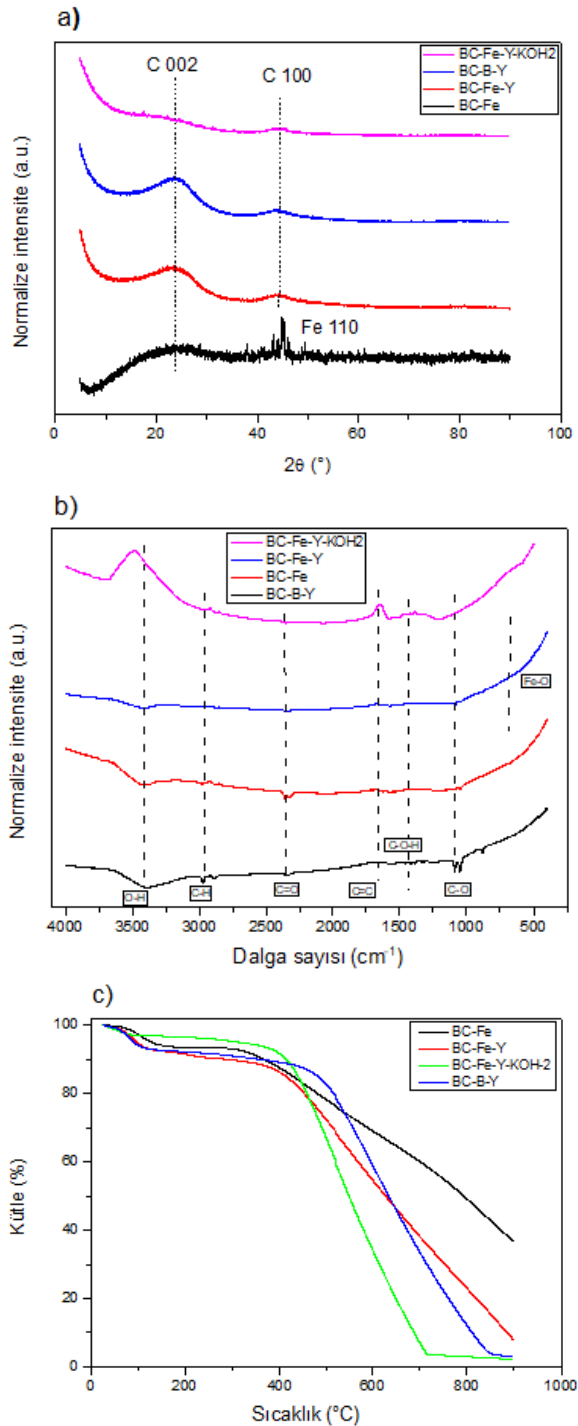 a)
C 002
C 100
BC-Fe-Y-KOH2
BC-B-Y
BC-Fe-Y
BC-Fe
Fe 110
Normalize intensite (a.u.)
0 20 40 60 80 100
2θ (°)
b)
BC-Fe-Y-KOH2
BC-Fe-Y
BC-Fe
BC-B-Y
Normalize intensite (a.u.)
Fe-O
C-O-H
O-H C-H C=O C=C C-O
4000 3500 3000 2500 2000 1500 1000 500
Dalga sayısı (cm⁻¹)
c)
BC-Fe
BC-Fe-Y
BC-Fe-Y-KOH-2
BC-B-Y
Kütle (%)
100
80
60
40
20
0
0 200 400 600 800 1000
Sıcaklık (°C)